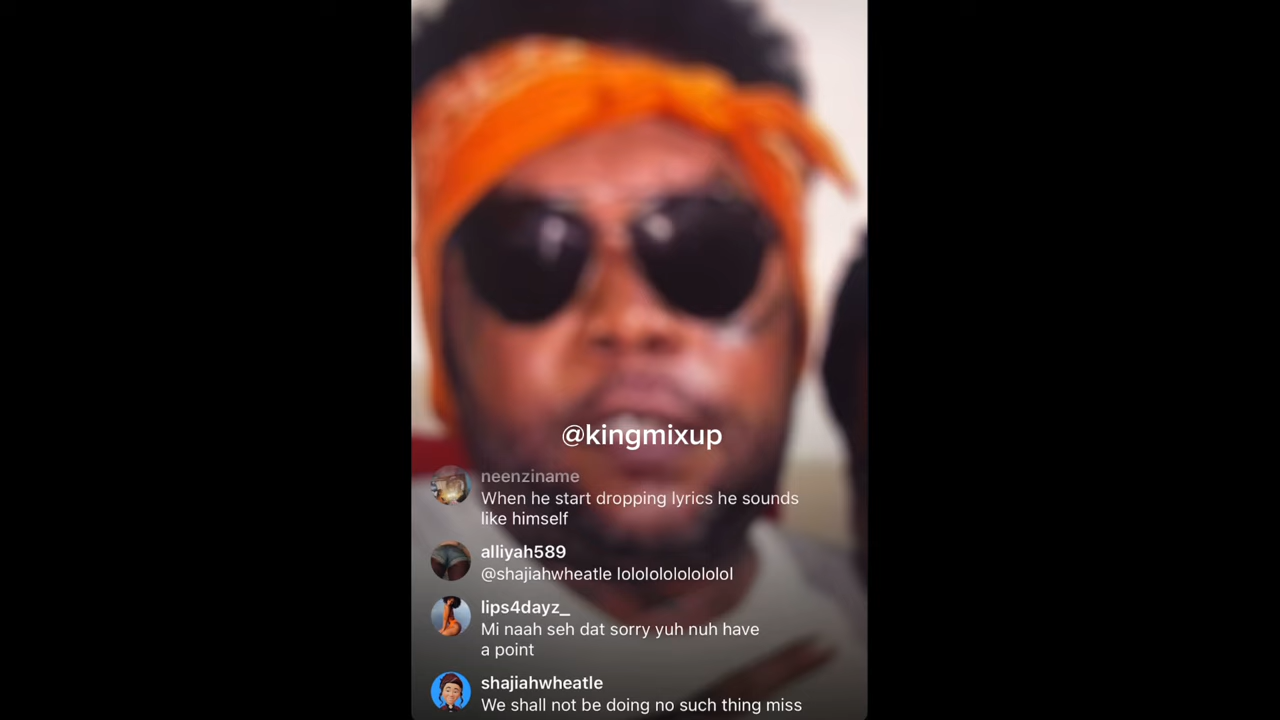 @kingmixup
neenziname
When he start dropping lyrics he sounds
like himself
alliyah589
@shajiahwheatle lolololololololol
lips4dayz_
Mi naah seh dat sorry yuh nuh have
a point
shajiahwheatle
We shall not be doing no such thing miss